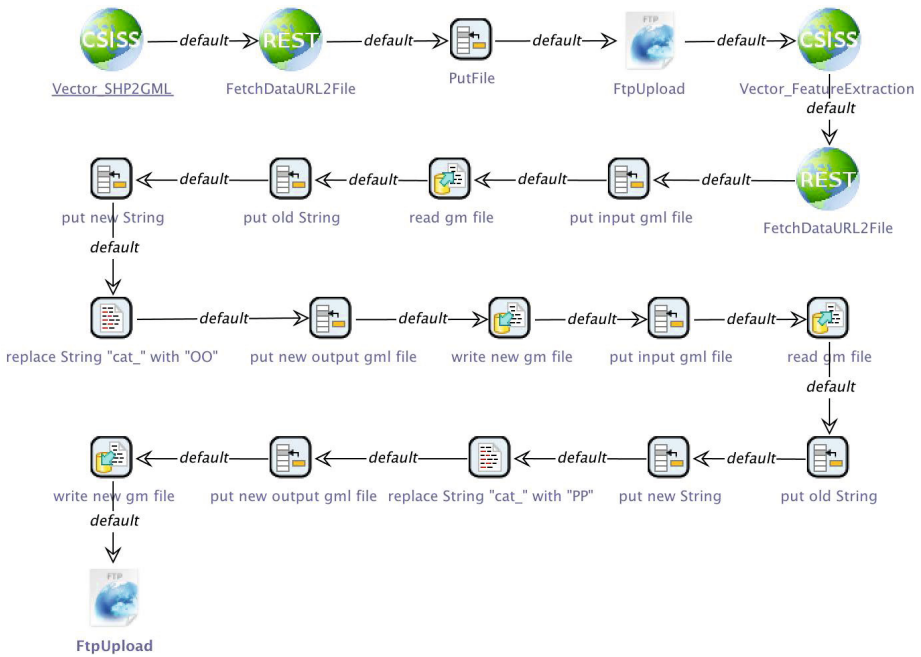 CSISS default REST default default FTP default CSISS
Vector_SHP2GML FetchDataURL2File PutFile FtpUpload Vector_FeatureExtraction
default
put new String default put old String default read gm file default put input gml file default REST
FetchDataURL2File
default
replace String "cat_" with "OO" default put new output gml file default write new gm file default put input gml file default read gm file
default
write new gm file default put new output gml file default replace String "cat_" with "PP" default put new String default put old String
default
FTP
FtpUpload